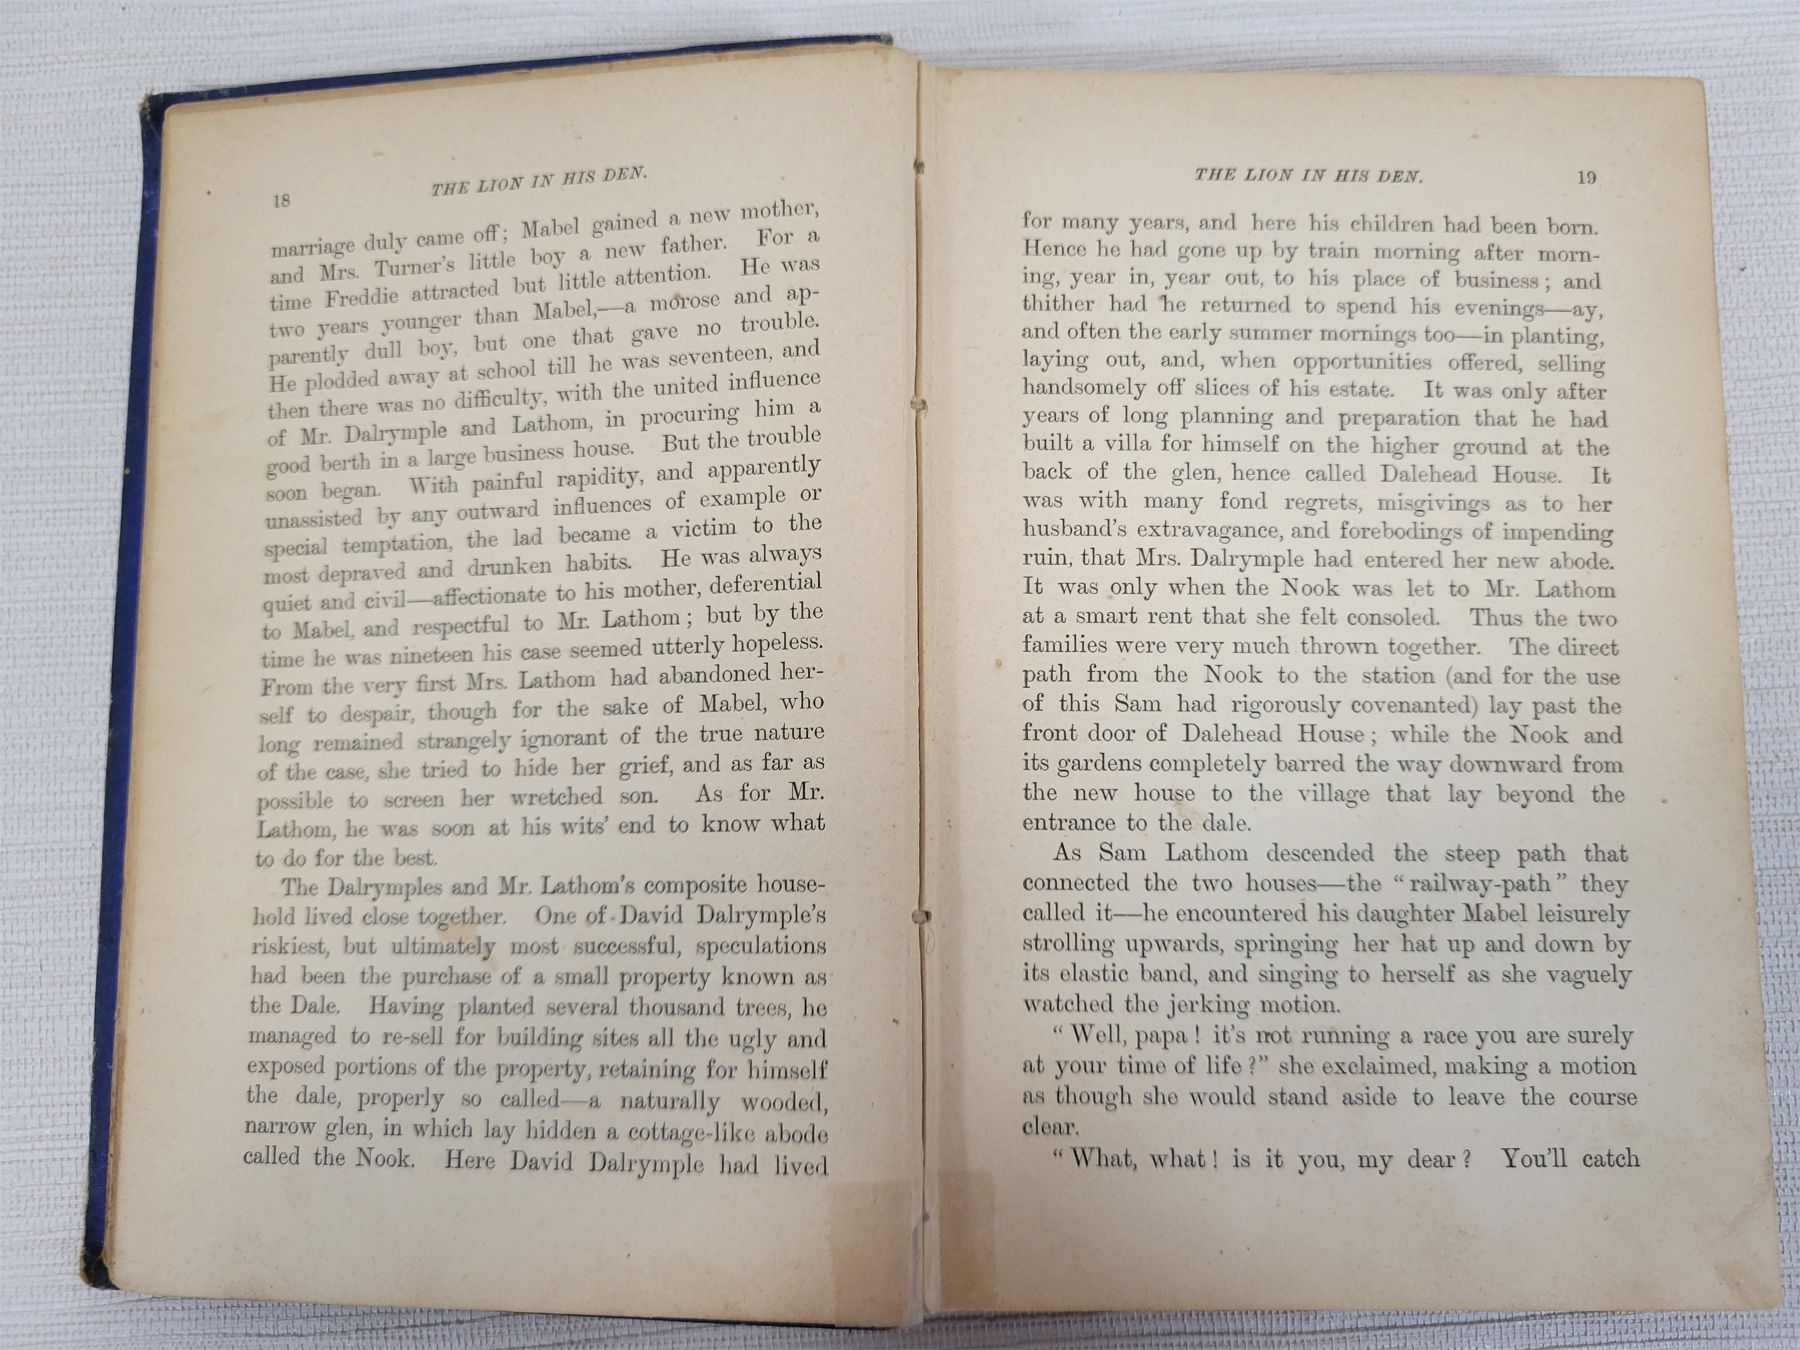 18
THE LION IN HIS DEN.
marriage duly came off; Mabel gained a new mother,
and Mrs. Turner's little boy a new father. For a
time Freddie attracted but little attention. He was
two years younger than Mabel,—a morose and ap-
parently dull boy, but one that gave no trouble.
He plodded away at school till he was seventeen, and
then there was no difficulty, with the united influence
of Mr. Dalrymple and Lathom, in procuring him a
good berth in a large business house. But the trouble
soon began. With painful rapidity, and apparently
unassisted by any outward influences of example or
special temptation, the lad became a victim to the
most depraved and drunken habits. He was always
quiet and civil—affectionate to his mother, deferential
to Mabel, and respectful to Mr. Lathom; but by the
time he was nineteen his case seemed utterly hopeless.
From the very first Mrs. Lathom had abandoned her-
self to despair, though for the sake of Mabel, who
long remained strangely ignorant of the true nature
of the case, she tried to hide her grief, and as far as
possible to screen her wretched son. As for Mr.
Lathom, he was soon at his wits' end to know what
to do for the best.
The Dalrymples and Mr. Lathom's composite house-
hold lived close together. One of David Dalrymple's
riskiest, but ultimately most successful, speculations
had been the purchase of a small property known as
the Dale. Having planted several thousand trees, he
managed to re-sell for building sites all the ugly and
exposed portions of the property, retaining for himself
the dale, properly so called—a naturally wooded,
narrow glen, in which lay hidden a cottage-like abode
called the Nook. Here David Dalrymple had lived
THE LION IN HIS DEN.
19
for many years, and here his children had been born.
Hence he had gone up by train morning after morn-
ing, year in, year out, to his place of business; and
thither had he returned to spend his evenings—ay,
and often the early summer mornings too—in planting,
laying out, and, when opportunities offered, selling
handsomely off slices of his estate. It was only after
years of long planning and preparation that he had
built a villa for himself on the higher ground at the
back of the glen, hence called Dalehead House. It
was with many fond regrets, misgivings as to her
husband's extravagance, and forebodings of impending
ruin, that Mrs. Dalrymple had entered her new abode.
It was only when the Nook was let to Mr. Lathom
at a smart rent that she felt consoled. Thus the two
families were very much thrown together. The direct
path from the Nook to the station (and for the use
of this Sam had rigorously covenanted) lay past the
front door of Dalehead House; while the Nook and
its gardens completely barred the way downward from
the new house to the village that lay beyond the
entrance to the dale.
As Sam Lathom descended the steep path that
connected the two houses—the "railway-path" they
called it—he encountered his daughter Mabel leisurely
strolling upwards, springing her hat up and down by
its elastic band, and singing to herself as she vaguely
watched the jerking motion.
"Well, papa! it's not running a race you are surely
at your time of life?" she exclaimed, making a motion
as though she would stand aside to leave the course
clear.
"What, what! is it you, my dear? You'll catch